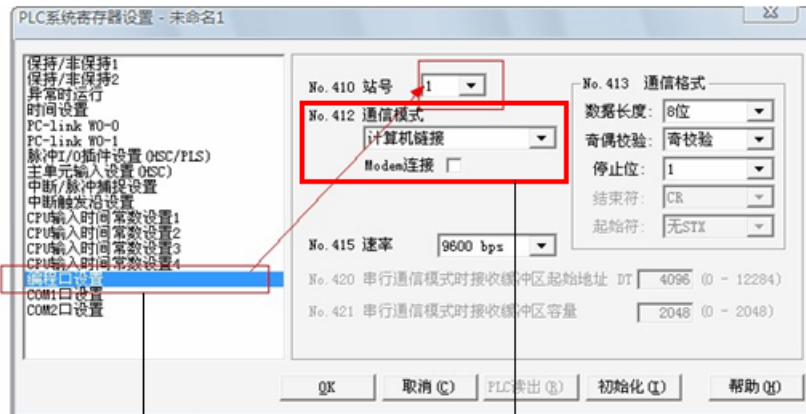 PLC系统寄存器设置 - 未命名1
保持/非保持1
保持/非保持2
异常时运行
时间设置
PC-link W0-0
PC-link W0-1
脉冲I/O插件设置(HSC/PLS)
主单元输入设置(HSC)
中断/脉冲捕捉设置
中断触发沿设置
CPU输入时间常数设置1
CPU输入时间常数设置2
CPU输入时间常数设置3
CPU输入时间常数设置4
编程口设置
COM1口设置
COM2口设置
No.410 站号 1
No.412 通信模式
计算机链接
Modem连接
No.413 通信格式
数据长度: 8位
奇偶校验: 奇校验
停止位: 1
结束符: CR
起始符: 无STX
No.415 速率 9600 bps
No.420 串行通信模式时接收缓冲区起始地址 DT 4096 (0 - 12284)
No.421 串行通信模式时接收缓冲区容量 2048 (0 - 2048)
OK 取消(C) PLC读出(R) 初始化(I) 帮助(H)